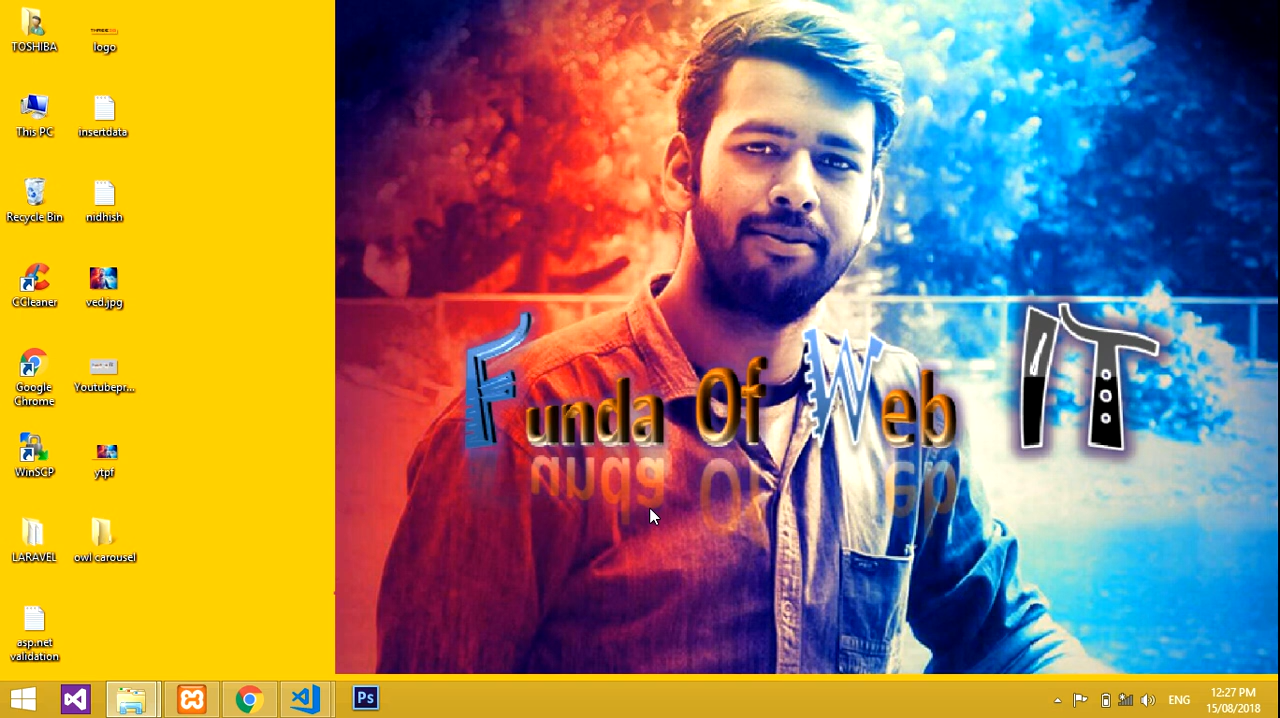 TOSHIBA
logo
This PC
insertdata
Recycle Bin
nidhish
CCleaner
ved.jpg
Google
Chrome
Youtubepr...
WinSCP
ytpf
LARAVEL
owl carousel
asp.net
validation
Funda Of Web IT
Ps
ENG
12:27 PM
15/08/2018